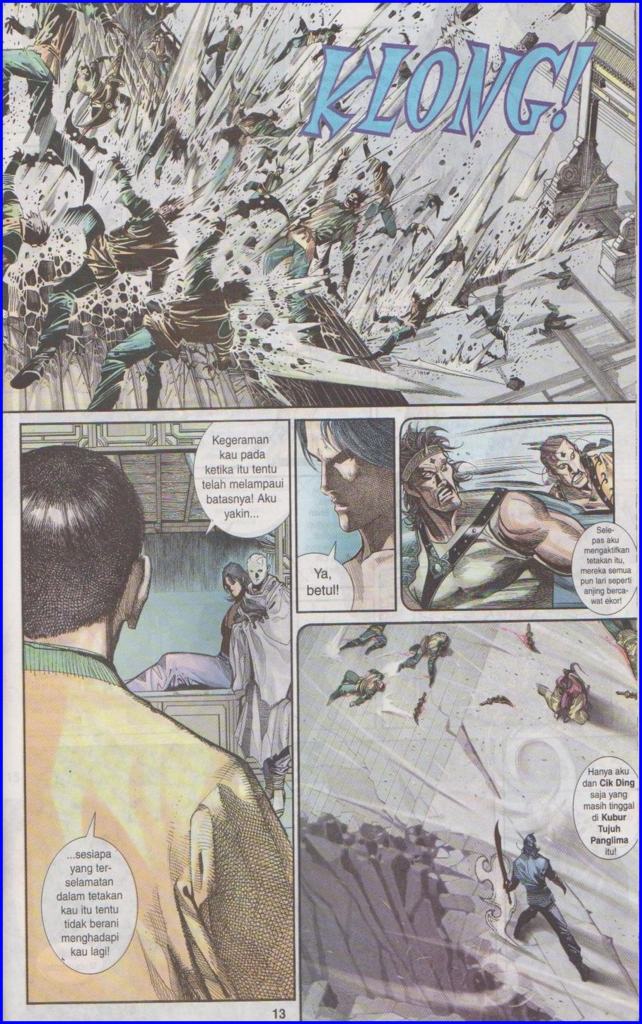 KLONG!
Kegeraman
kau pada
ketika itu tentu
telah melampaui
batasnya! Aku
yakin...
Ya,
betul!
Sele-
pas aku
mengaktifkan
tetakan itu,
mereka semua
pun lari seperti
anjing berca-
wat ekor!
...sesiapa
yang ter-
selamatan
dalam tetakan
kau itu tentu
tidak berani
menghadapi
kau lagi!
Hanya aku
dan Cik Ding
saja yang
masih tinggal
di Kubur
Tujuh
Panglima
itu!
13